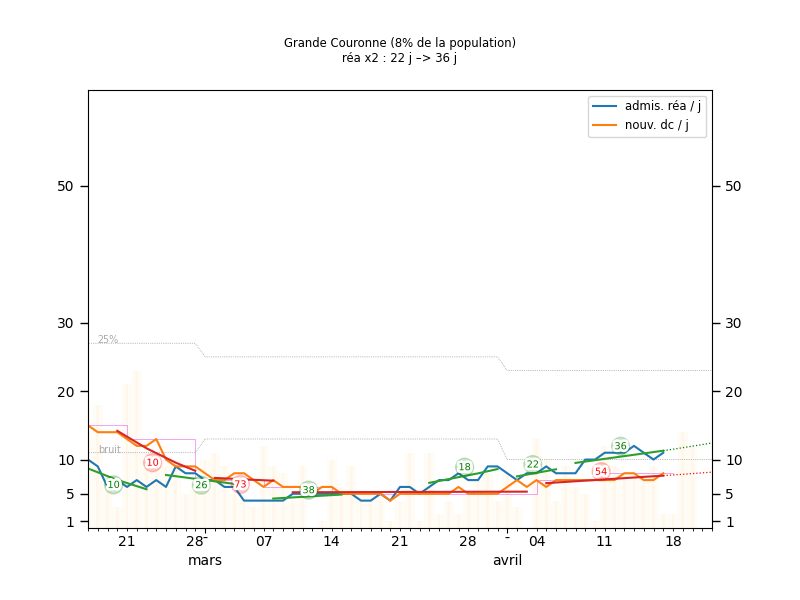 Grande Couronne (8% de la population)
réa x2 : 22 j –> 36 j
admis. réa / j
nouv. dc / j
50 50
30 30
25%
20 20
36
18
22
bruit
10 10 10
54
10 26 73 38
5 5
1 1
21 28 - 07 14 21 28 - 04 11 18
mars avril